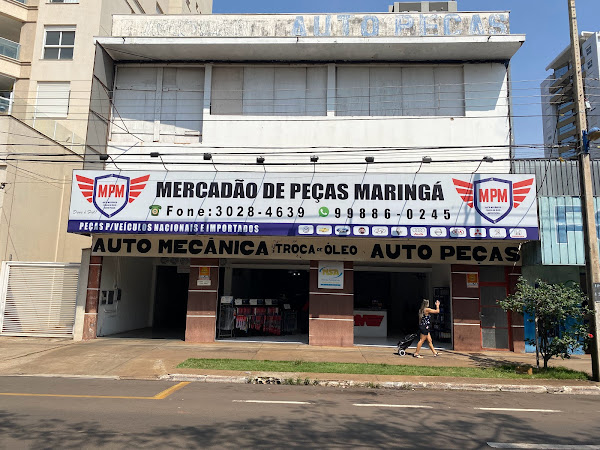 AUTO PEÇAS
MPM
MERCADÃO DE PEÇAS MARINGÁ
MPM
Fone:3028-4639 99886-0245
PEÇAS P/VEÍCULOS NACIONAIS E IMPORTADOS
AUTO MECÂNICA TROCA DE ÓLEO AUTO PEÇAS